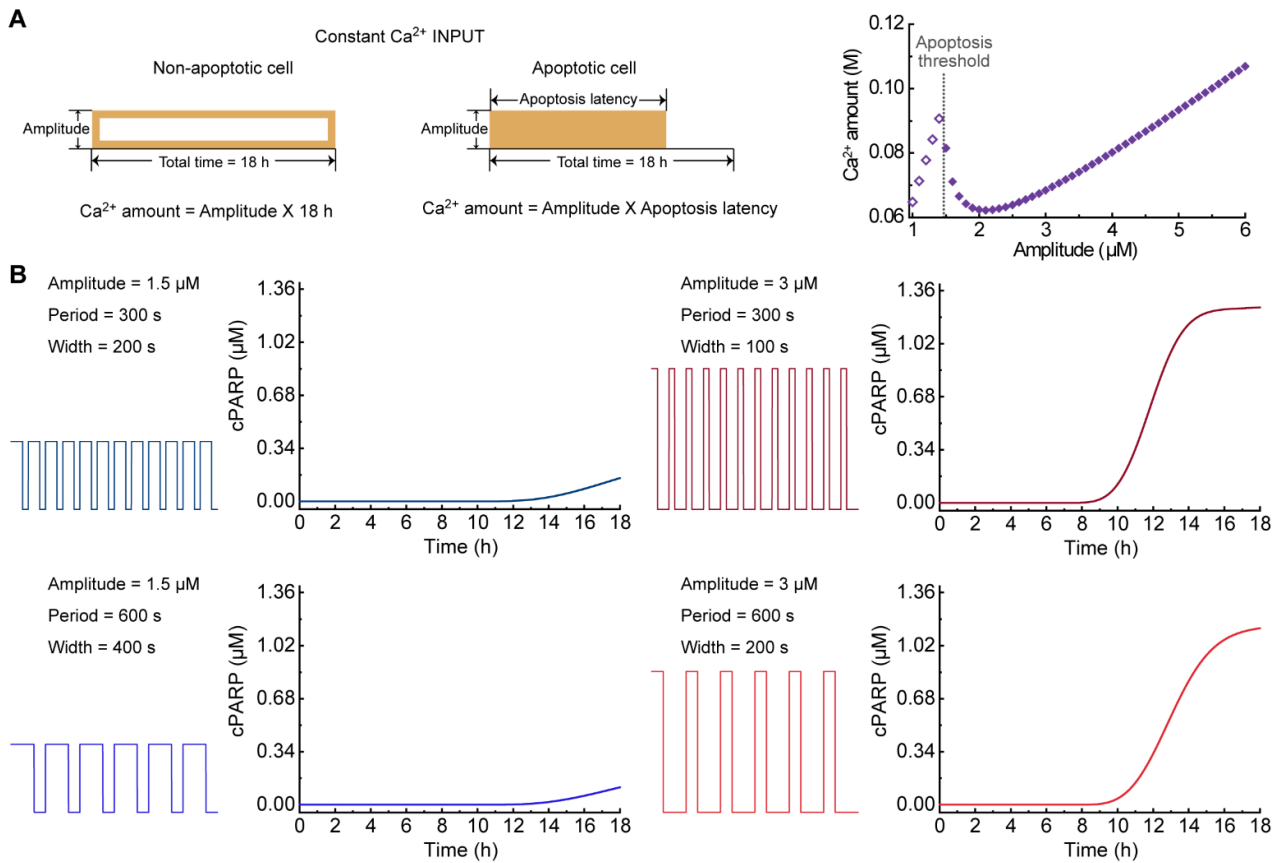 A
Constant Ca²⁺ INPUT
Non-apoptotic cell
Amplitude
Total time = 18 h
Ca²⁺ amount = Amplitude X 18 h
Apoptotic cell
Apoptosis latency
Amplitude
Total time = 18 h
Ca²⁺ amount = Amplitude X Apoptosis latency
Ca²⁺ amount (M)
0.12
0.10
0.08
0.06
Apoptosis
threshold
1 2 3 4 5 6
Amplitude (µM)
B
Amplitude = 1.5 µM
Period = 300 s
Width = 200 s
cPARP (µM)
1.36
1.02
0.68
0.34
0.00
0 2 4 6 8 10 12 14 16 18
Time (h)
Amplitude = 3 µM
Period = 300 s
Width = 100 s
cPARP (µM)
1.36
1.02
0.68
0.34
0.00
0 2 4 6 8 10 12 14 16 18
Time (h)
Amplitude = 1.5 µM
Period = 600 s
Width = 400 s
cPARP (µM)
1.36
1.02
0.68
0.34
0.00
0 2 4 6 8 10 12 14 16 18
Time (h)
Amplitude = 3 µM
Period = 600 s
Width = 200 s
cPARP (µM)
1.36
1.02
0.68
0.34
0.00
0 2 4 6 8 10 12 14 16 18
Time (h)